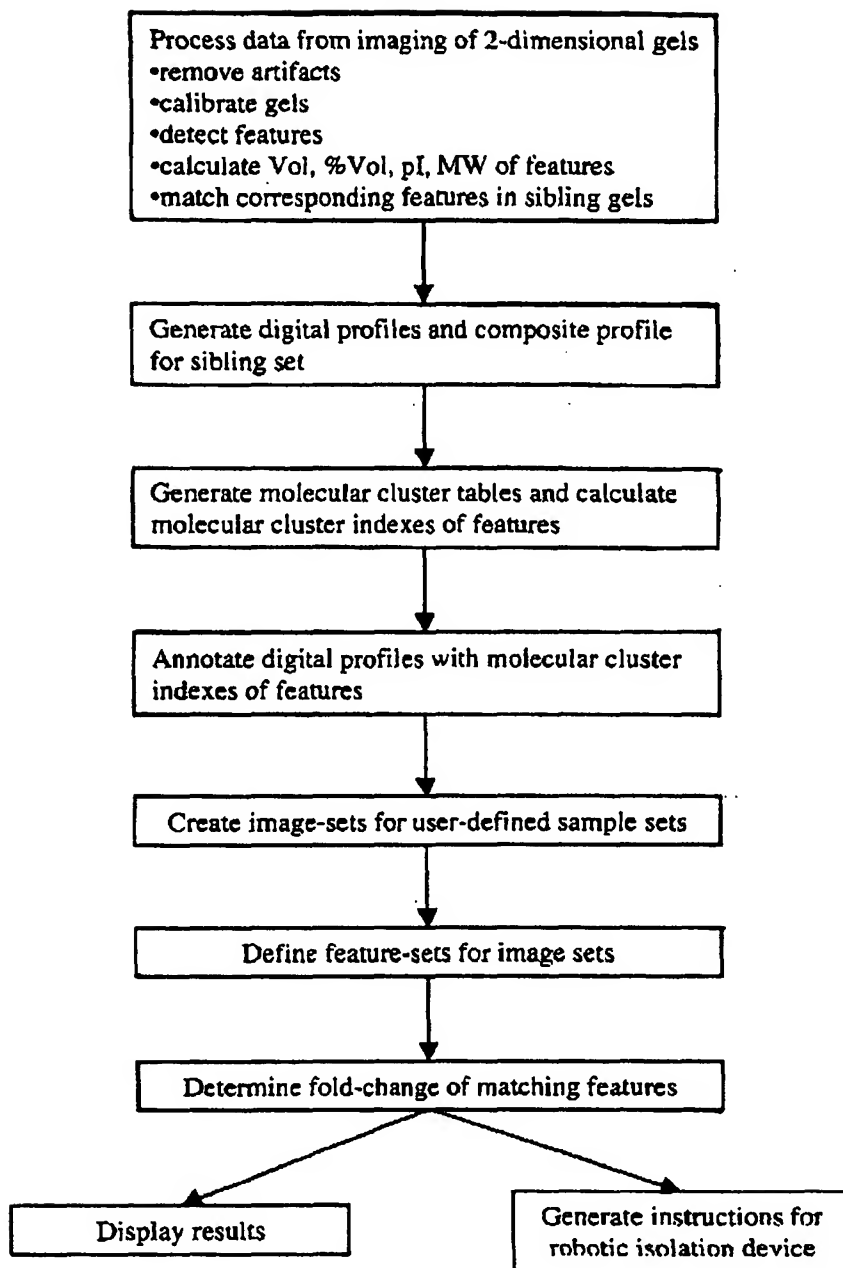 Process data from imaging of 2-dimensional gels
•remove artifacts
•calibrate gels
•detect features
•calculate Vol, %Vol, pI, MW of features
•match corresponding features in sibling gels
Generate digital profiles and composite profile
for sibling set
Generate molecular cluster tables and calculate
molecular cluster indexes of features
Annotate digital profiles with molecular cluster
indexes of features
Create image-sets for user-defined sample sets
Define feature-sets for image sets
Determine fold-change of matching features
Display results
Generate instructions for
robotic isolation device